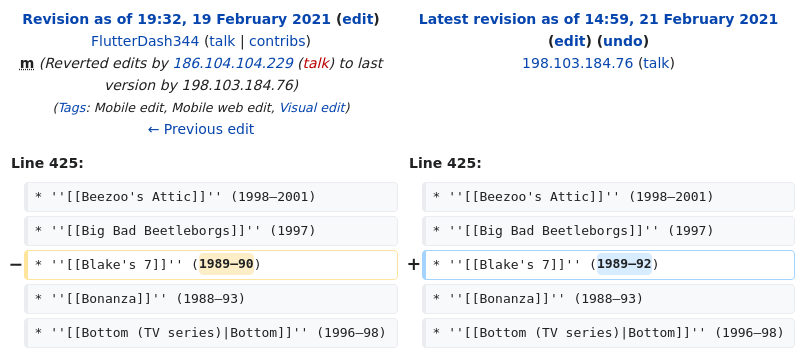 Revision as of 19:32, 19 February 2021 (edit)
FlutterDash344 (talk | contribs)
m (Reverted edits by 186.104.104.229 (talk) to last
version by 198.103.184.76)
(Tags: Mobile edit, Mobile web edit, Visual edit)
← Previous edit
Latest revision as of 14:59, 21 February 2021
(edit) (undo)
198.103.184.76 (talk)
Line 425:
Line 425:
* ''[[Beezoo's Attic]]'' (1998–2001)
* ''[[Beezoo's Attic]]'' (1998–2001)
* ''[[Big Bad Beetleborgs]]'' (1997)
* ''[[Big Bad Beetleborgs]]'' (1997)
− * ''[[Blake's 7]]'' (1989–90)
+ * ''[[Blake's 7]]'' (1989–92)
* ''[[Bonanza]]'' (1988–93)
* ''[[Bonanza]]'' (1988–93)
* ''[[Bottom (TV series)|Bottom]]'' (1996–98)
* ''[[Bottom (TV series)|Bottom]]'' (1996–98)